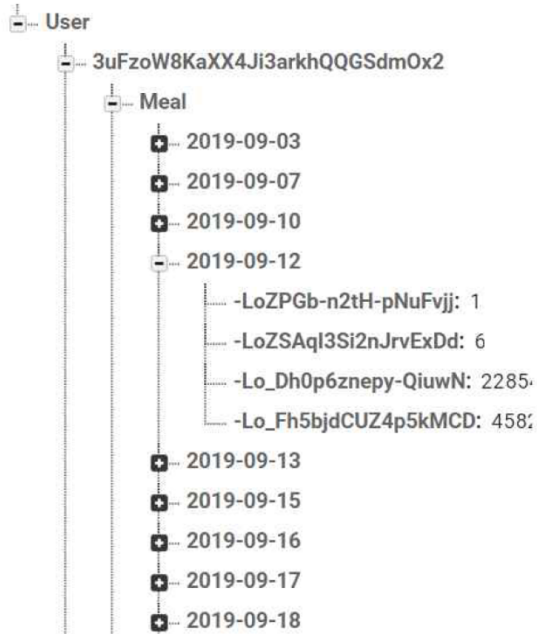 User
3uFzoW8KaXX4Ji3arkhQQGSdmOx2
Meal
2019-09-03
2019-09-07
2019-09-10
2019-09-12
-LoZPGb-n2tH-pNuFvjj: 1
-LoZSAqI3Si2nJrvExDd: 6
-Lo_Dh0p6znepy-QiuwN: 2285
-Lo_Fh5bjdCUZ4p5kMCD: 458
2019-09-13
2019-09-15
2019-09-16
2019-09-17
2019-09-18